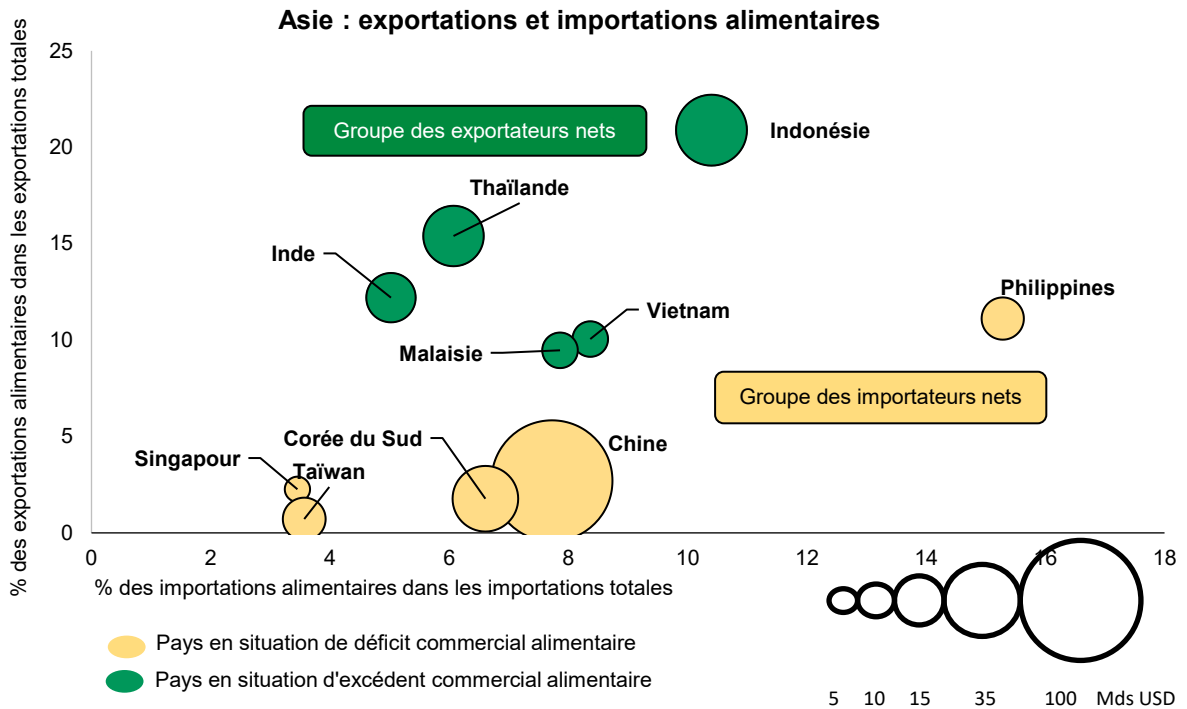 Asie : exportations et importations alimentaires
% des exportations alimentaires dans les exportations totales
25
20
15
10
5
0
Groupe des exportateurs nets
Indonésie
Thaïlande
Inde
Vietnam
Malaisie
Philippines
Groupe des importateurs nets
Corée du Sud
Chine
Singapour
Taïwan
0 2 4 6 8 10 12 14 16 18
% des importations alimentaires dans les importations totales
Pays en situation de déficit commercial alimentaire
Pays en situation d'excédent commercial alimentaire
5 10 15 35 100 Mds USD